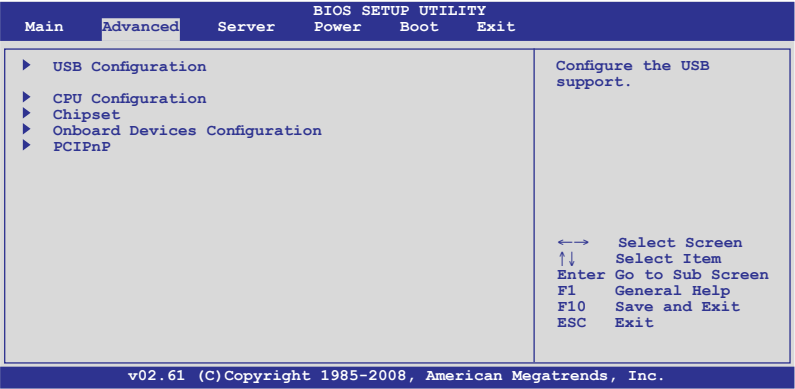 BIOS SETUP UTILITY
Main Advanced Server Power Boot Exit
USB Configuration
CPU Configuration
Chipset
Onboard Devices Configuration
PCIPnP
Configure the USB
support.
←→ Select Screen
↑↓ Select Item
Enter Go to Sub Screen
F1 General Help
F10 Save and Exit
ESC Exit
v02.61 (C)Copyright 1985-2008, American Megatrends, Inc.